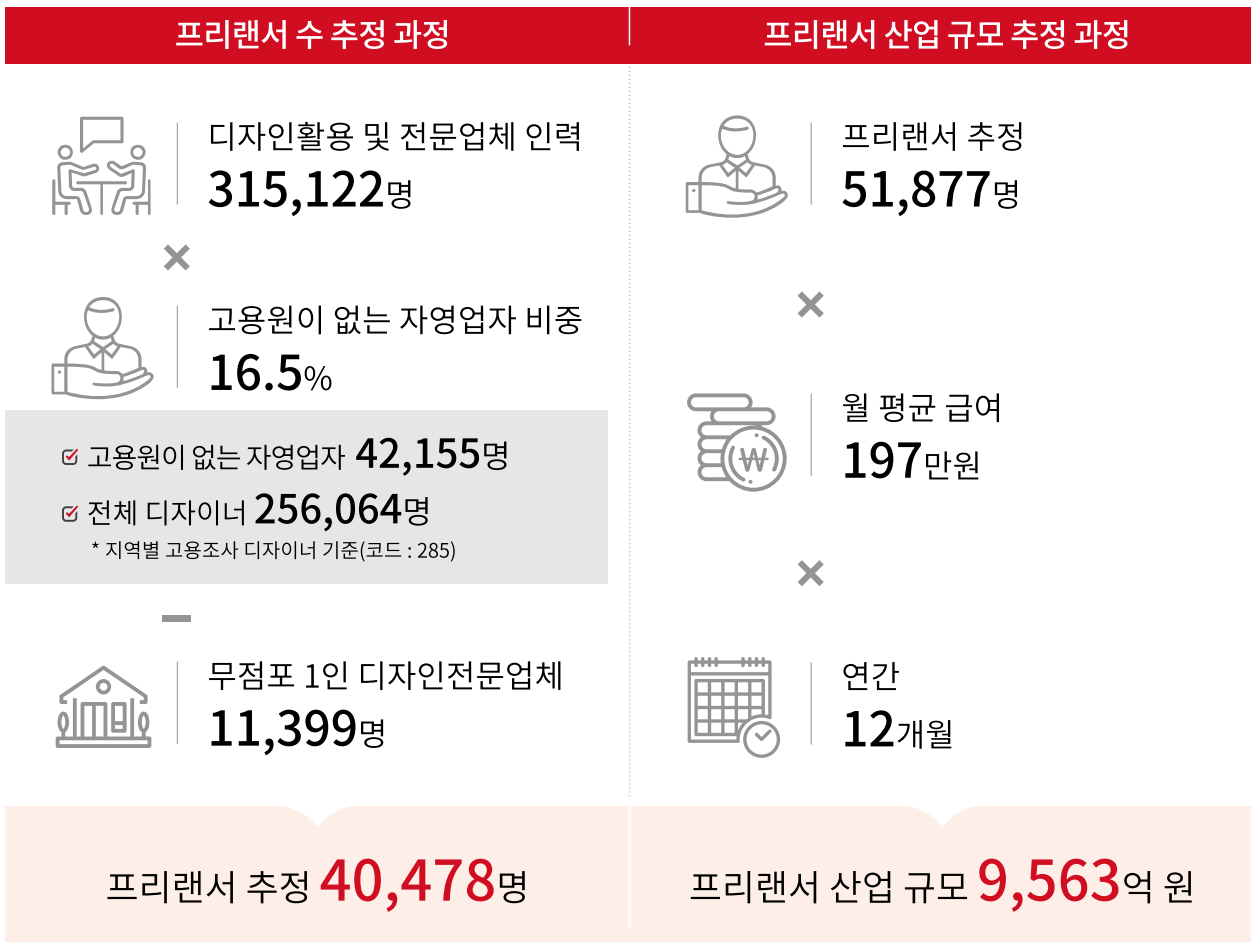 프리랜서 수 추정 과정
디자인활용 및 전문업체 인력
315,122명
×
고용원이 없는 자영업자 비중
16.5%
고용원이 없는 자영업자 42,155명
전체 디자이너 256,064명
* 지역별 고용조사 디자이너 기준(코드 : 285)
−
무점포 1인 디자인전문업체
11,399명
프리랜서 추정 40,478명
프리랜서 산업 규모 추정 과정
프리랜서 추정
51,877명
×
월 평균 급여
₩
197만원
×
연간
12개월
프리랜서 산업 규모 9,563억 원